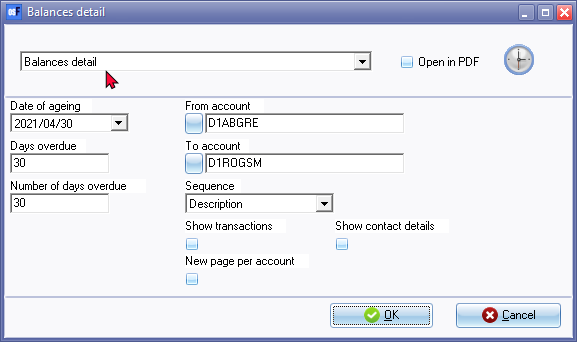 Balances detail
Balances detail
Open in PDF
Date of ageing
From account
2021/04/30
D1ABGRE
Days overdue
To account
30
D1ROGSM
Number of days overdue
Sequence
30
Description
Show transactions
Show contact details
New page per account
OK
Cancel